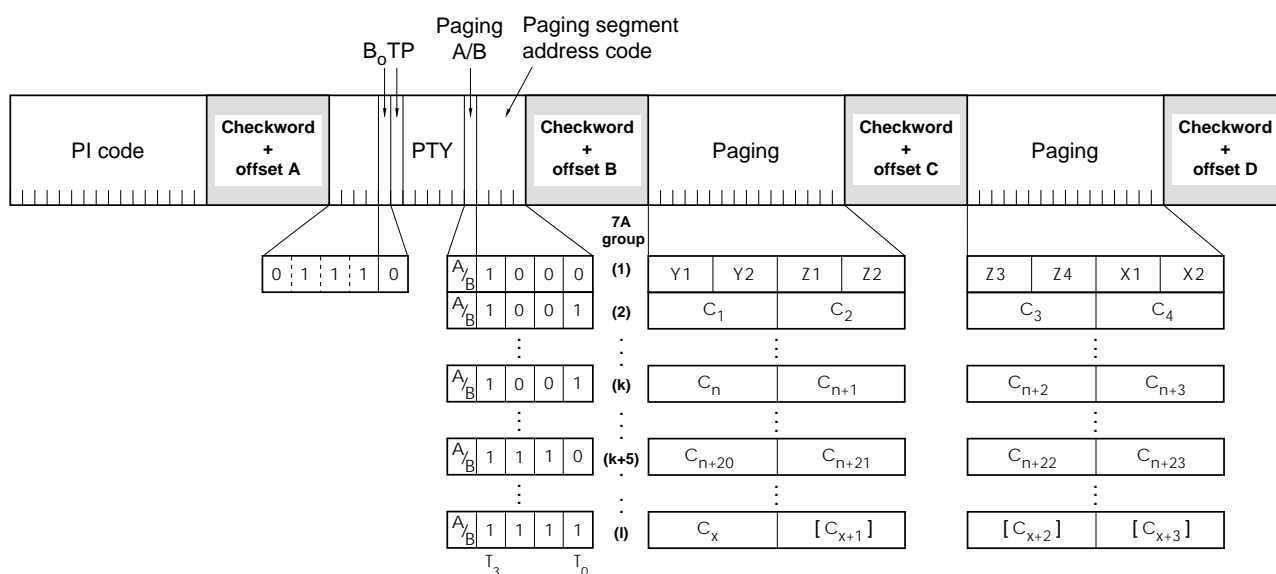 BoTP
Paging A/B
Paging segment address code
PI code
Checkword + offset A
PTY
Checkword + offset B
Paging
Checkword + offset C
Paging
Checkword + offset D
7A group
0 1 1 1 0
A/B 1 0 0 0 (1) Y1 Y2 Z1 Z2 Z3 Z4 X1 X2
A/B 1 0 0 1 (2) C1 C2 C3 C4
A/B 1 0 0 1 (k) Cn Cn+1 Cn+2 Cn+3
A/B 1 1 1 0 (k+5) Cn+20 Cn+21 Cn+22 Cn+23
A/B 1 1 1 1 (l) Cx [Cx+1] [Cx+2] [Cx+3]
T3 T0